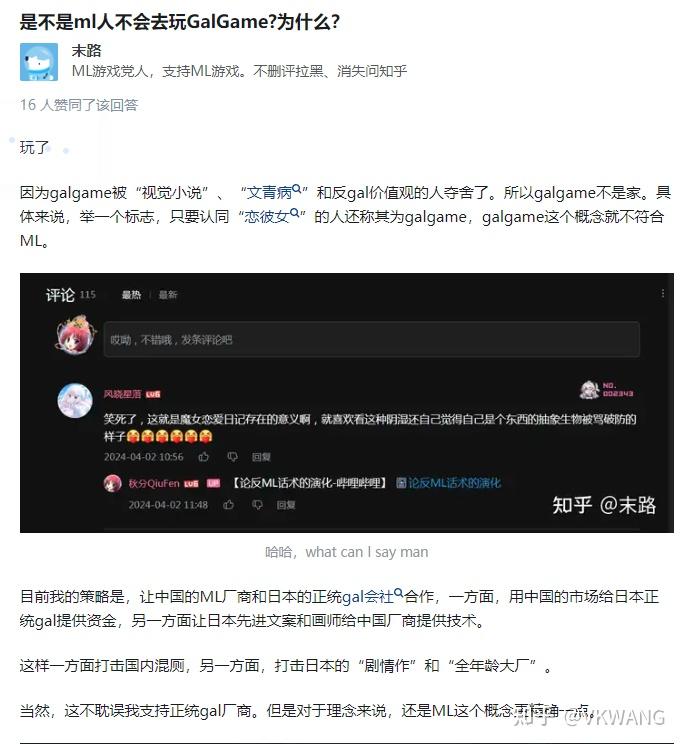 是不是ml人不会去玩GalGame?为什么?
末路
ML游戏党人，支持ML游戏。不删评拉黑、消失问知乎
16 人赞同了该回答
玩了
因为galgame被“视觉小说”、“文青病”和反gal价值观的人夺舍了。所以galgame不是家。具
体来说，举一个标志，只要认同“恋彼女”的人还称其为galgame，galgame这个概念就不符合
ML。
评论 115 最热 最新
哎呦，不错哦，发条评论吧
风晓星落 LV6
NO.
002343
笑死了，这就是魔女恋爱日记存在的意义啊，就喜欢看这种阴湿还自己觉得自己是个东西的抽象生物被骂破防的
样子
2024-04-02 10:56 回复
秋分QiuFen LV6 UP 【论反ML话术的演化-哔哩哔哩】 论反ML话术的演化
2024-04-02 11:48 回复
知乎 @末路
哈哈，what can I say man
目前我的策略是，让中国的ML厂商和日本的正统gal会社合作，一方面，用中国的市场给日本正
统gal提供资金，另一方面让日本先进文案和画师给中国厂商提供技术。
这样一方面打击国内混厕，另一方面，打击日本的“剧情作”和“全年龄大厂”。
当然，这不耽误我支持正统gal厂商。但是对于理念来说，还是ML这个概念更精确一点。
知乎 @VKWANG